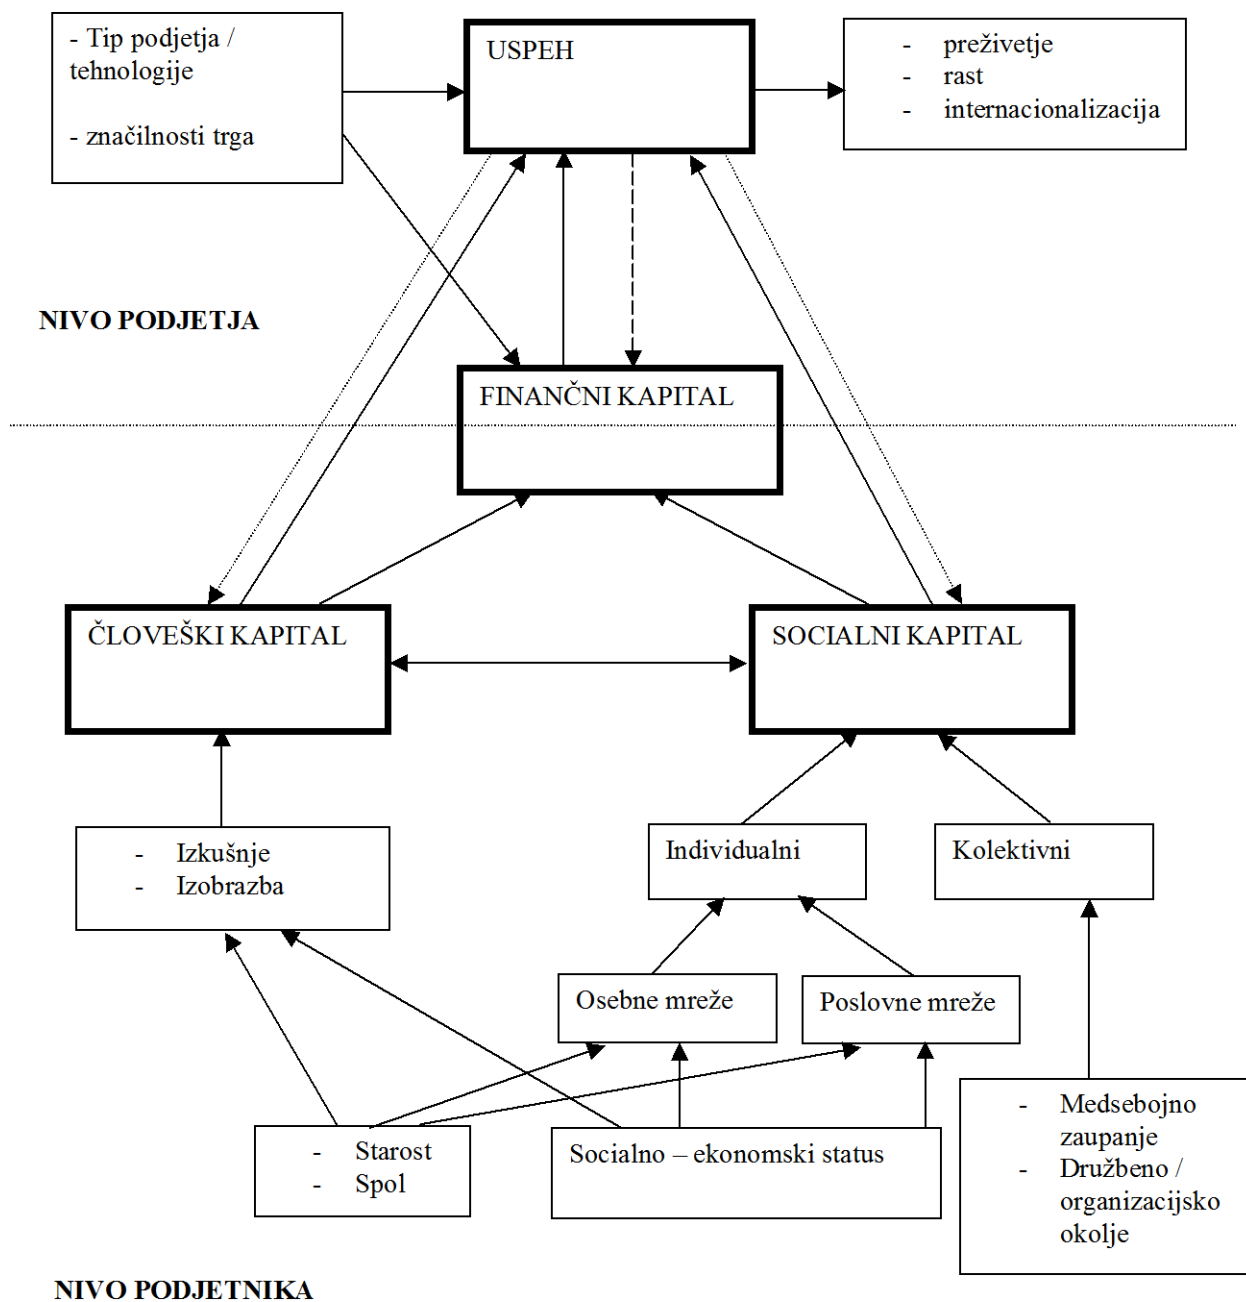 - Tip podjetja /
tehnologije
- značilnosti trga
USPEH
- preživetje
- rast
- internacionalizacija
NIVO PODJETJA
FINANČNI KAPITAL
ČLOVEŠKI KAPITAL
SOCIALNI KAPITAL
- Izkušnje
- Izobrazba
Individualni
Kolektivni
Osebne mreže
Poslovne mreže
- Starost
- Spol
Socialno – ekonomski status
- Medsebojno
zaupanje
- Družbeno /
organizacijsko
okolje
NIVO PODJETNIKA